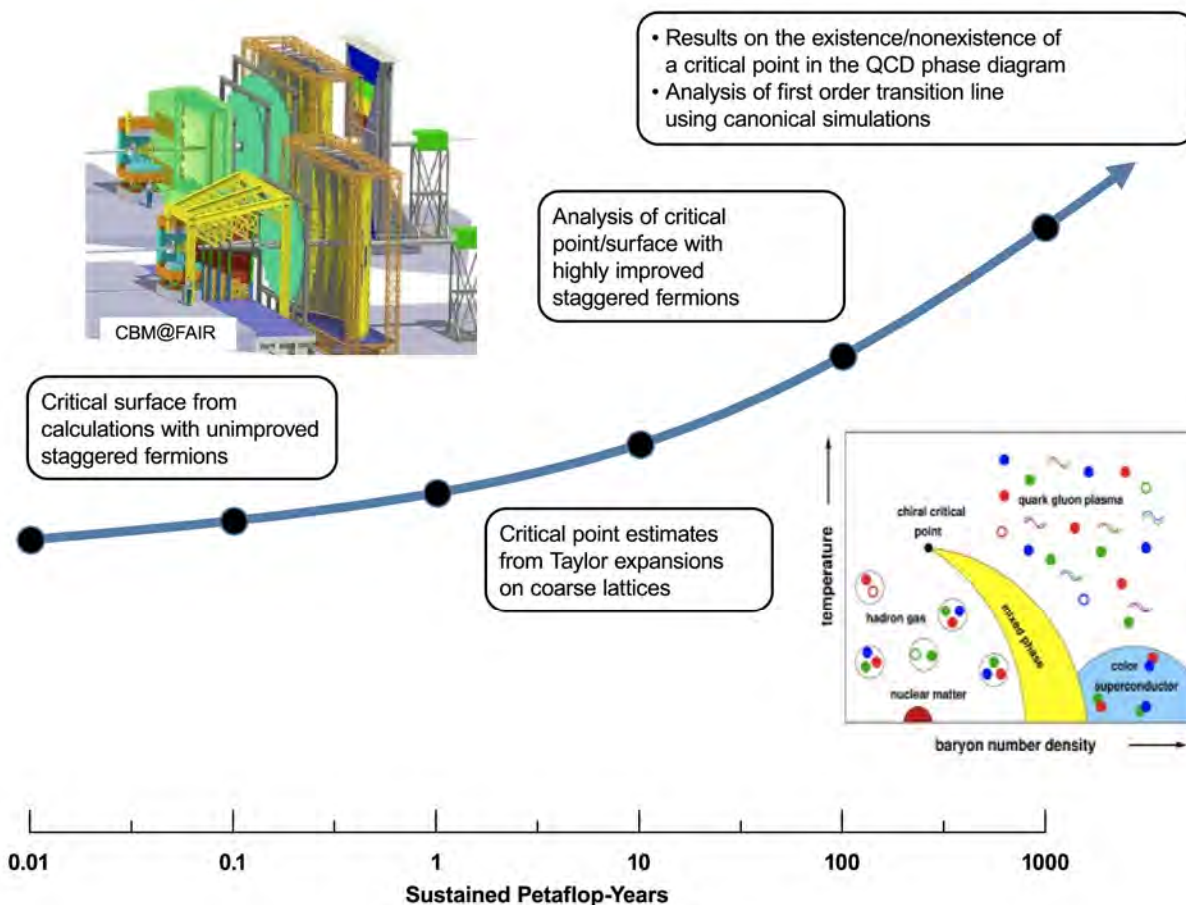 • Results on the existence/nonexistence of
a critical point in the QCD phase diagram
• Analysis of first order transition line
using canonical simulations
CBM@FAIR
Analysis of critical
point/surface with
highly improved
staggered fermions
Critical surface from
calculations with unimproved
staggered fermions
Critical point estimates
from Taylor expansions
on coarse lattices
temperature
quark gluon plasma
chiral critical
point
hadron gas
mixed phase
color
superconductor
nuclear matter
baryon number density
0.01 0.1 1 10 100 1000
Sustained Petaflop-Years